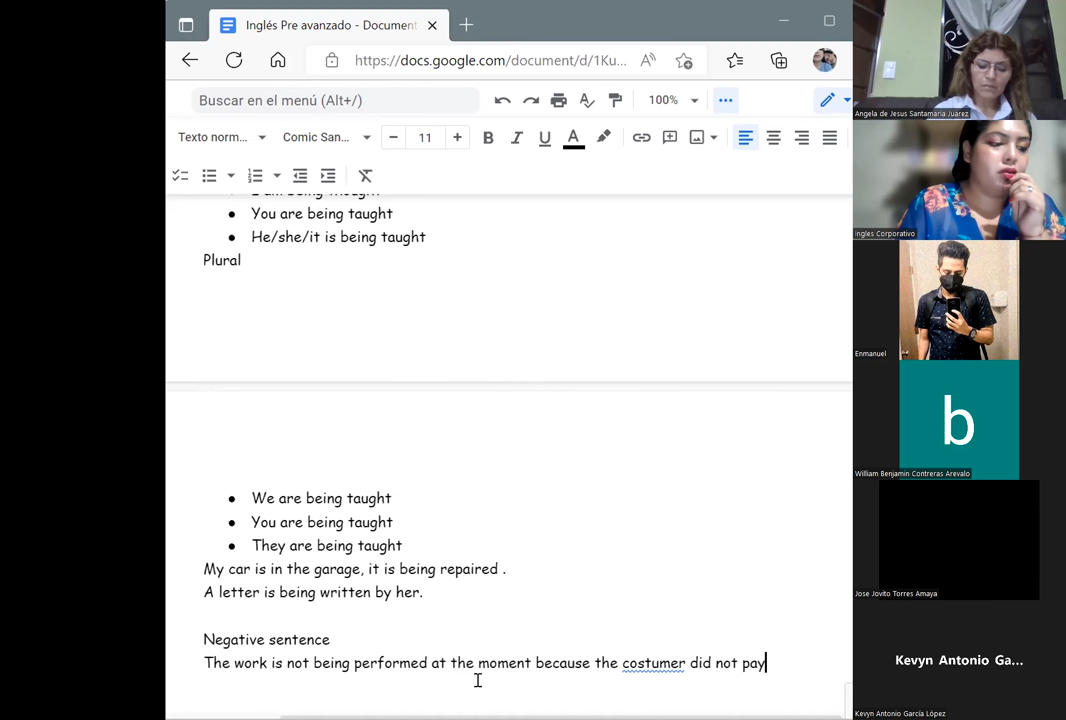 Inglés Pre avanzado - Document
https://docs.google.com/document/d/1Ku...
Buscar en el menú (Alt+/)
100%
Texto norm...
Comic San...
11
You are being taught
He/she/it is being taught
Plural
We are being taught
You are being taught
They are being taught
My car is in the garage, it is being repaired .
A letter is being written by her.
Negative sentence
The work is not being performed at the moment because the costumer did not pay
Angela de Jesus Santamaria Juarez
Ingles Corporativo
Enmanuel
b
William Benjamin Contreras Arevalo
Jose Jovito Torres Amaya
Kevyn Antonio Ga...
Kevyn Antonio García López